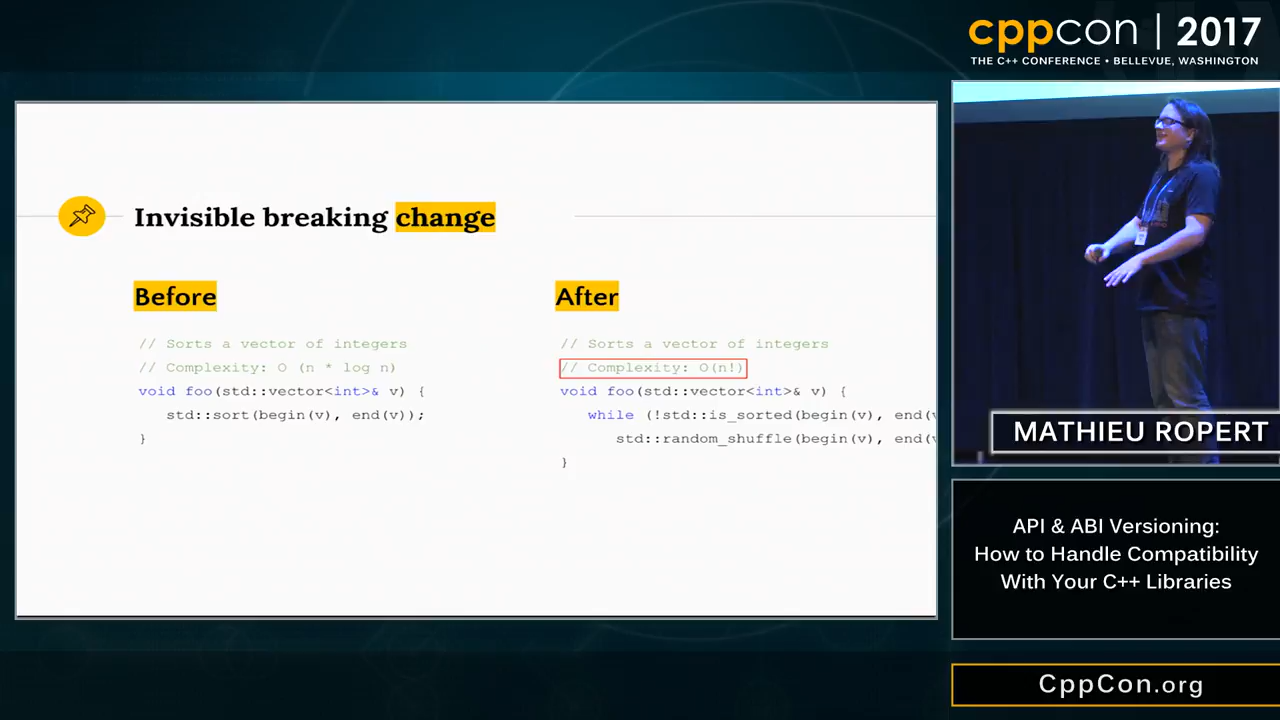 cppcon | 2017
THE C++ CONFERENCE • BELLEVUE, WASHINGTON
Invisible breaking change
Before
// Sorts a vector of integers
// Complexity: O (n * log n)
void foo(std::vector<int>& v) {
std::sort(begin(v), end(v));
}
After
// Sorts a vector of integers
// Complexity: O(n!)
void foo(std::vector<int>& v) {
while (!std::is_sorted(begin(v), end(v
std::random_shuffle(begin(v), end(v
}
MATHIEU ROPERT
API & ABI Versioning:
How to Handle Compatibility
With Your C++ Libraries
CppCon.org